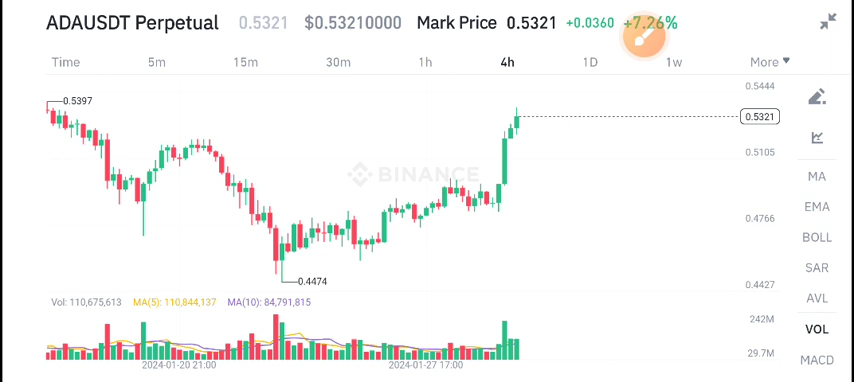 ADAUSDT Perpetual 0.5321 $0.53210000 Mark Price 0.5321 +0.0360 +7.26%
Time 5m 15m 30m 1h 4h 1D 1w More
0.5444
0.5397
0.5321
0.5105
BINANCE
MA
EMA
0.4766
BOLL
SAR
0.4474
0.4427
AVL
Vol: 110,675,613 MA(5): 110,844,137 MA(10): 84,791,815
242M
VOL
29.7M
MACD
2024-01-20 21:00 2024-01-27 17:00